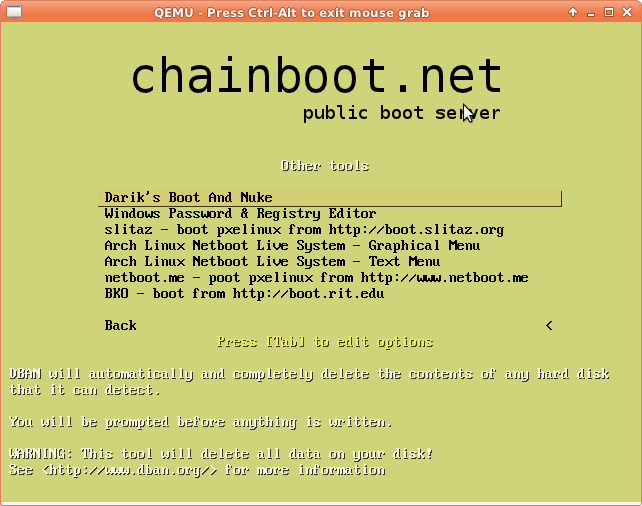 QEMU - Press Ctrl-Alt to exit mouse grab
chainboot.net
public boot server
Other tools
Darik's Boot And Nuke
Windows Password & Registry Editor
slitaz - boot pxelinux from http://boot.slitaz.org
Arch Linux Netboot Live System - Graphical Menu
Arch Linux Netboot Live System - Text Menu
netboot.me - poot pxelinux from http://www.netboot.me
BKO - boot from http://boot.rit.edu
Back <
Press [Tab] to edit options
DBAN will automatically and completely delete the contents of any hard disk
that it can detect.
You will be prompted before anything is written.
WARNING: This tool will delete all data on your disk!
See <http://www.dban.org/> for more information